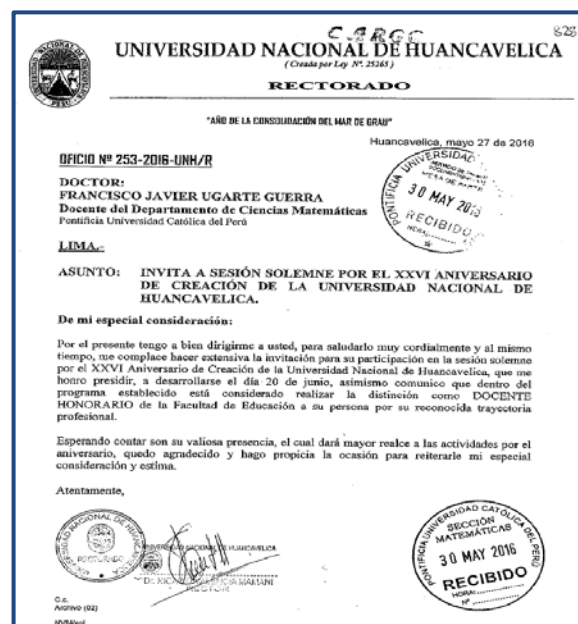 828
UNIVERSIDAD NACIONAL DE HUANCAVELICA
( Creada por Ley Nº. 25265 )
RECTORADO
"AÑO DE LA CONSOLIDACIÓN DEL MAR DE GRAU"
Huancavelica, mayo 27 de 2016
OFICIO Nº 253-2016-UNH/R
DOCTOR:
FRANCISCO JAVIER UGARTE GUERRA
Docente del Departamento de Ciencias Matemáticas
Pontificia Universidad Católica del Perú
PONTIFICIA UNIVERSIDAD
30 MAY 2016
RECIBIDO
HORA:
LIMA.-
ASUNTO: INVITA A SESIÓN SOLEMNE POR EL XXVI ANIVERSARIO
DE CREACIÓN DE LA UNIVERSIDAD NACIONAL DE
HUANCAVELICA.
De mi especial consideración:
Por el presente tengo a bien dirigirme a usted, para saludarlo muy cordialmente y al mismo
tiempo, me complace hacer extensiva la invitación para su participación en la sesión solemne
por el XXVI Aniversario de Creación de la Universidad Nacional de Huancavelica, que me
honro presidir, a desarrollarse el día 20 de junio, asimismo comunico que dentro del
programa establecido está considerado realizar la distinción como DOCENTE
HONORARIO de la Facultad de Educación a su persona por su reconocida trayectoria
profesional.
Esperando contar son su valiosa presencia, el cual dará mayor realce a las actividades por el
aniversario, quedo agradecido y hago propicia la ocasión para reiterarle mi especial
consideración y estima.
Atentamente,
UNIVERSIDAD NACIONAL DE HUANCAVELICA
RECTORADO
MAMANI
RECTOR
PONTIFICIA UNIVERSIDAD CATÓLICA DEL PERÚ
SECCIÓN
MATEMÁTICAS
30 MAY 2016
RECIBIDO
HORA:
Nº
C.c.
Archivo (02)